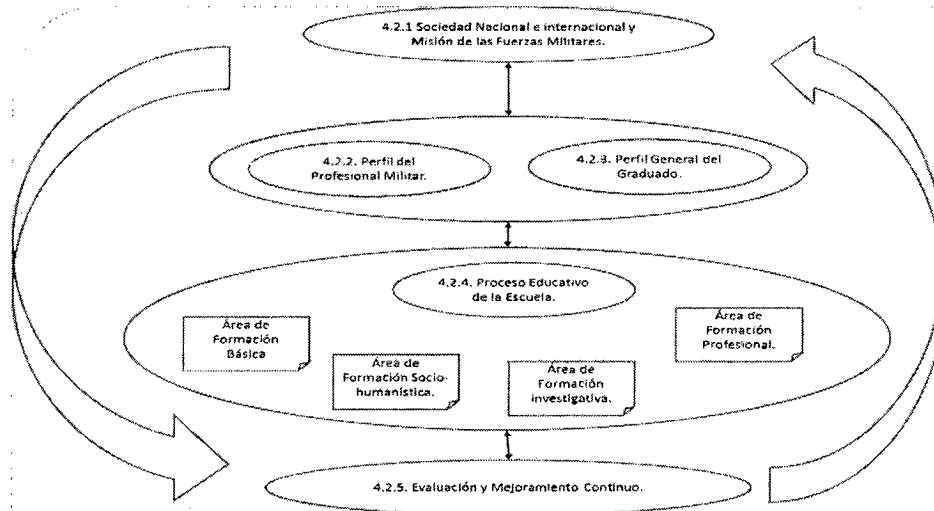 4.2.1 Sociedad Nacional e internacional y
Misión de las Fuerzas Militares.
4.2.2. Perfil del
Profesional Militar.
4.2.3. Perfil General del
Graduado.
4.2.4. Proceso Educativo
de la Escuela.
Área de
Formación
Básica
Área de
Formación Socio-
humanística.
Área de
Formación
investigativa.
Área de
Formación
Profesional.
4.2.5. Evaluación y Mejoramiento Continuo.